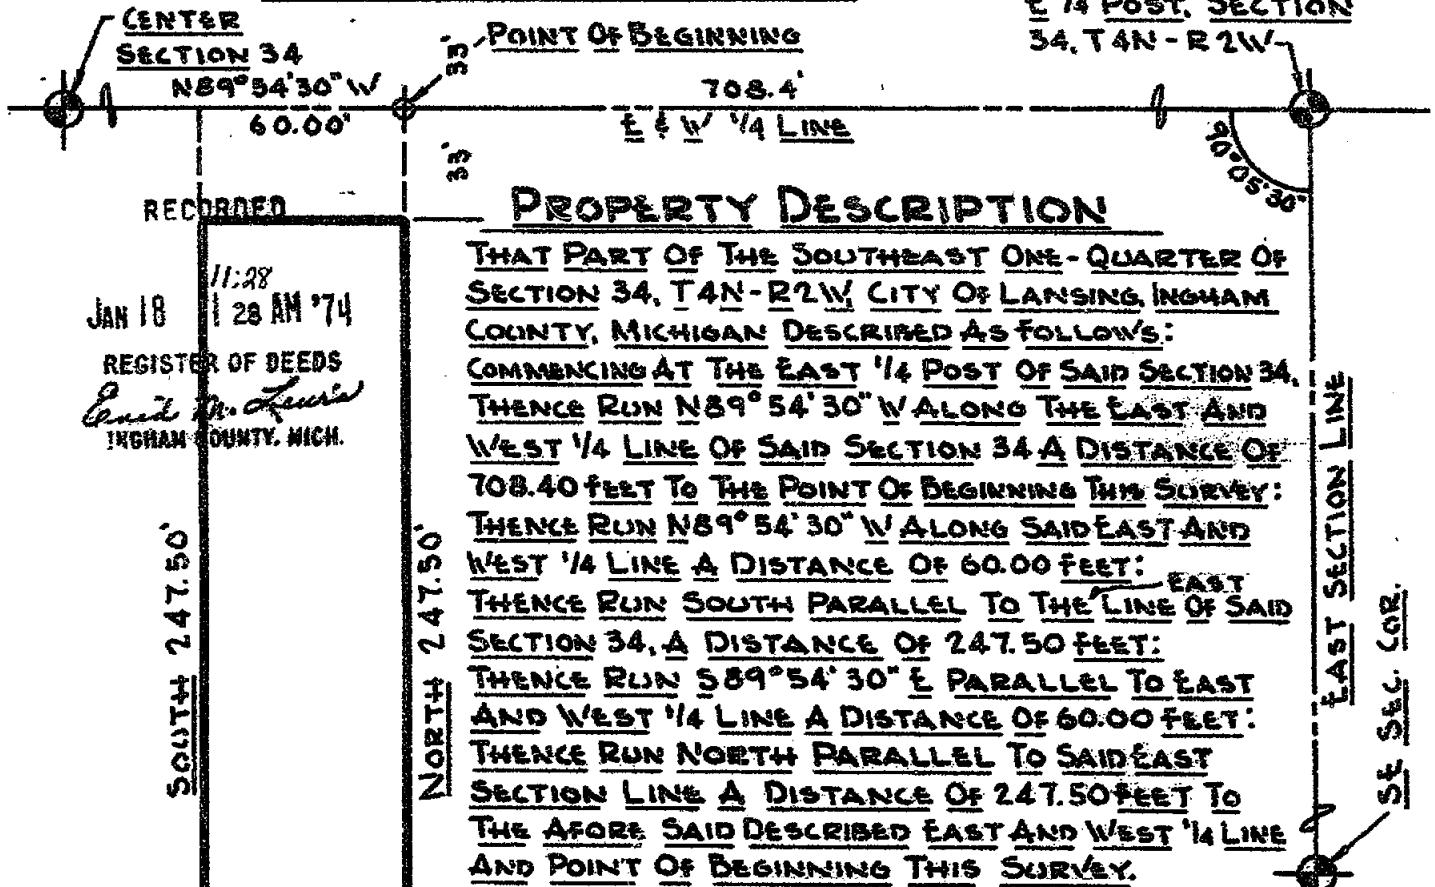 CENTER
SECTION 34
N89°54'30" W
60.00'
33'
POINT OF BEGINNING
708.4'
E & W 1/4 LINE
33'
E 1/4 POST, SECTION
34, T4N-R2W
90°05'30"
RECORDED
11:28
JAN 18 11 28 AM '74
REGISTER OF DEEDS
Enid M. Lewis
INGHAM COUNTY, MICH.
SOUTH 247.50'
NORTH 247.50'
PROPERTY DESCRIPTION
THAT PART OF THE SOUTHEAST ONE-QUARTER OF
SECTION 34, T4N-R2W, CITY OF LANSING, INGHAM
COUNTY, MICHIGAN DESCRIBED AS FOLLOWS:
COMMENCING AT THE EAST 1/4 POST OF SAID SECTION 34,
THENCE RUN N89°54'30" W ALONG THE EAST AND
WEST 1/4 LINE OF SAID SECTION 34 A DISTANCE OF
708.40 FEET TO THE POINT OF BEGINNING THIS SURVEY:
THENCE RUN N89°54'30" W ALONG SAID EAST AND
WEST 1/4 LINE A DISTANCE OF 60.00 FEET:
EAST
THENCE RUN SOUTH PARALLEL TO THE LINE OF SAID
SECTION 34, A DISTANCE OF 247.50 FEET:
THENCE RUN S89°54'30" E PARALLEL TO EAST
AND WEST 1/4 LINE A DISTANCE OF 60.00 FEET:
THENCE RUN NORTH PARALLEL TO SAID EAST
SECTION LINE A DISTANCE OF 247.50 FEET TO
THE AFORE SAID DESCRIBED EAST AND WEST 1/4 LINE
AND POINT OF BEGINNING THIS SURVEY.
EAST SECTION LINE
SE SEC. COR.